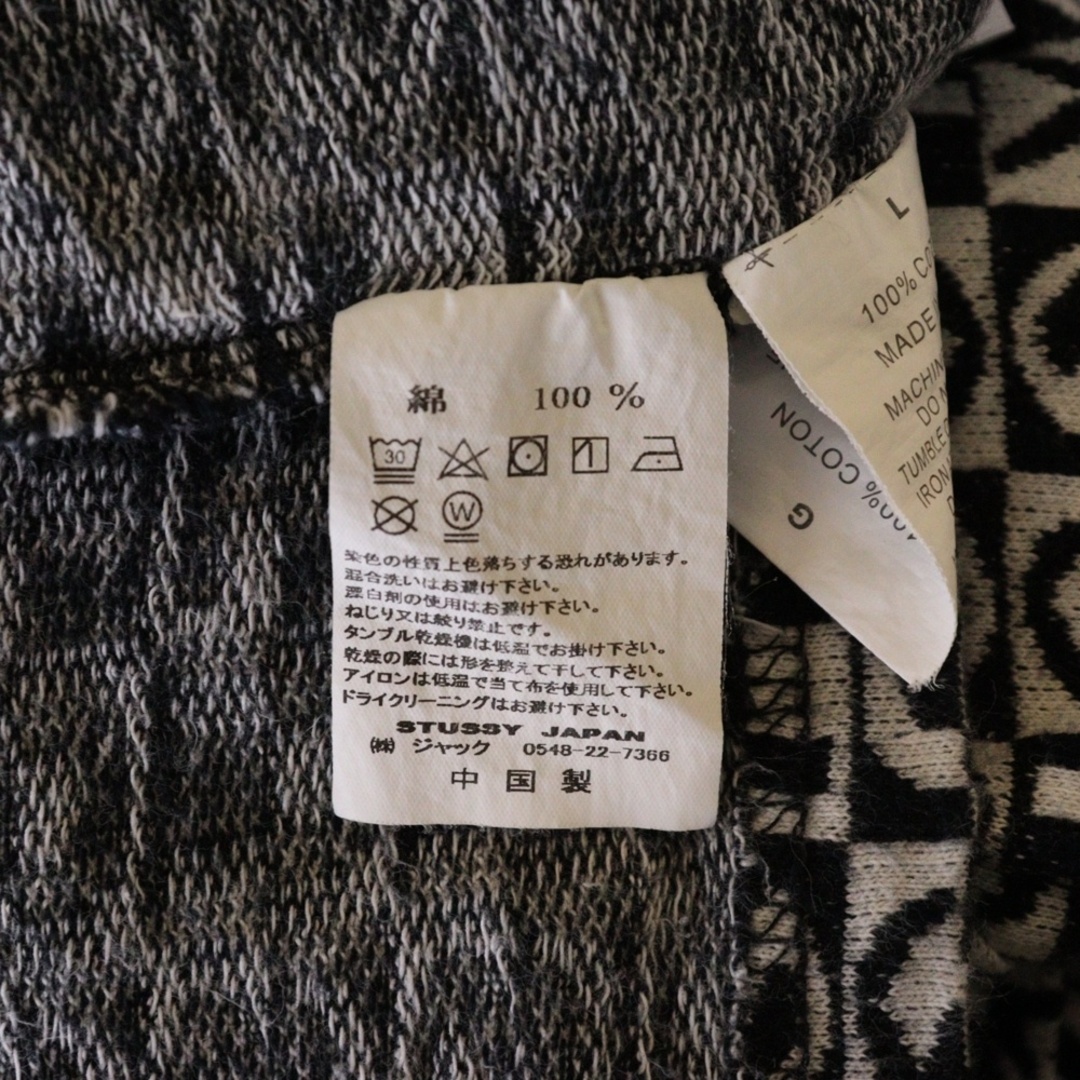 綿 100 %
30
W
染色の性質上色落ちする恐れがあります。
混合洗いはお避け下さい。
漂白剤の使用はお避け下さい。
ねじり又は絞り禁止です。
タンブル乾燥機は低温でお掛け下さい。
乾燥の際には形を整えて干して下さい。
アイロンは低温で当て布を使用して下さい。
ドライクリーニングはお避け下さい。
STUSSY JAPAN
㈱ ジャック 0548-22-7366
中国製
L
100%
MADE
DO
TUMBLE
IRON
G
COTON